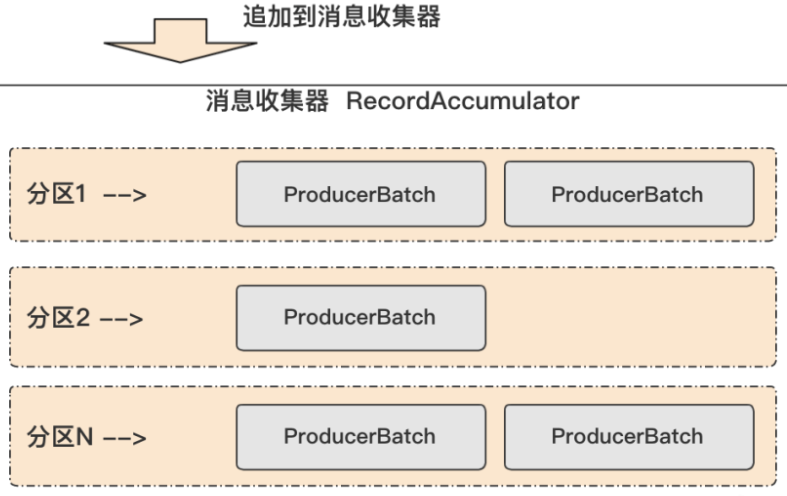 追加到消息收集器
消息收集器 RecordAccumulator
分区1 --> ProducerBatch ProducerBatch
分区2 --> ProducerBatch
分区N --> ProducerBatch ProducerBatch